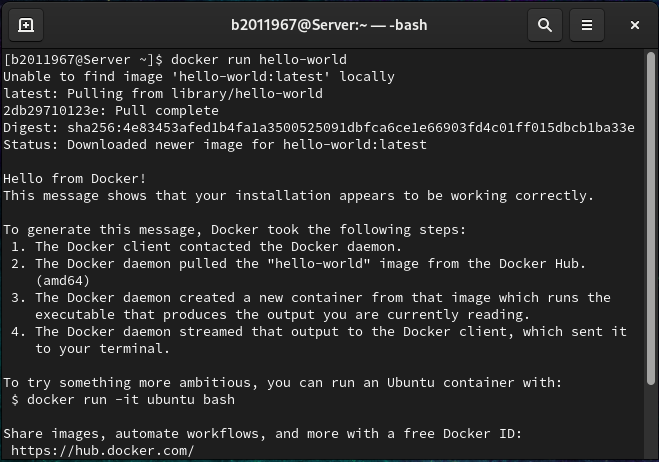 b2011967@Server:~ — -bash
[b2011967@Server ~]$ docker run hello-world
Unable to find image 'hello-world:latest' locally
latest: Pulling from library/hello-world
2db29710123e: Pull complete
Digest: sha256:4e83453afed1b4fa1a3500525091dbfca6ce1e66903fd4c01ff015dbcb1ba33e
Status: Downloaded newer image for hello-world:latest

Hello from Docker!
This message shows that your installation appears to be working correctly.

To generate this message, Docker took the following steps:
 1. The Docker client contacted the Docker daemon.
 2. The Docker daemon pulled the "hello-world" image from the Docker Hub.
    (amd64)
 3. The Docker daemon created a new container from that image which runs the
    executable that produces the output you are currently reading.
 4. The Docker daemon streamed that output to the Docker client, which sent it
    to your terminal.

To try something more ambitious, you can run an Ubuntu container with:
 $ docker run -it ubuntu bash

Share images, automate workflows, and more with a free Docker ID:
 https://hub.docker.com/